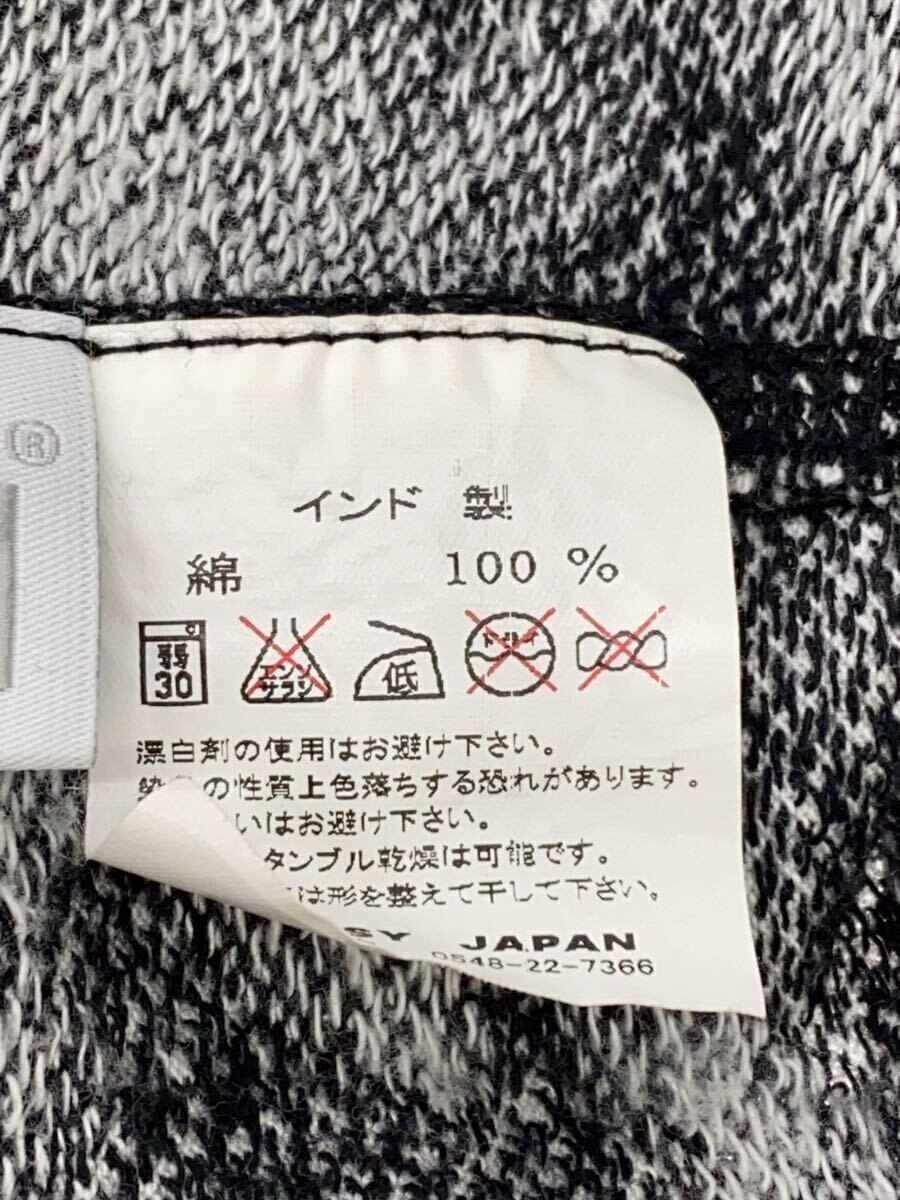 ®
インド 製
綿 100 %
弱 30 エンソ サラシ 低 ドライ
漂白剤の使用はお避け下さい。
の性質上色落ちする恐れがあります。
いはお避け下さい。
タンブル乾燥は可能です。
は形を整えて干して下さい。
SY JAPAN
0548-22-7366